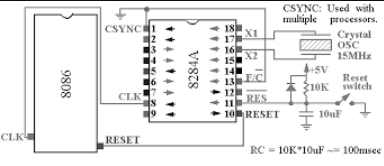 CSYNC: Used with
multiple processors.
CSYNC
1 18
2 17 X1
3 16 X2
4 15
5 14
6 13 F/C
7 12
8 11 RES
9 10 RESET
8284A
8086
CLK
CLK
RESET
Crystal
OSC
15MHz
+5V
10K
Reset
switch
10uF
RC = 10K*10uF ~= 100msec